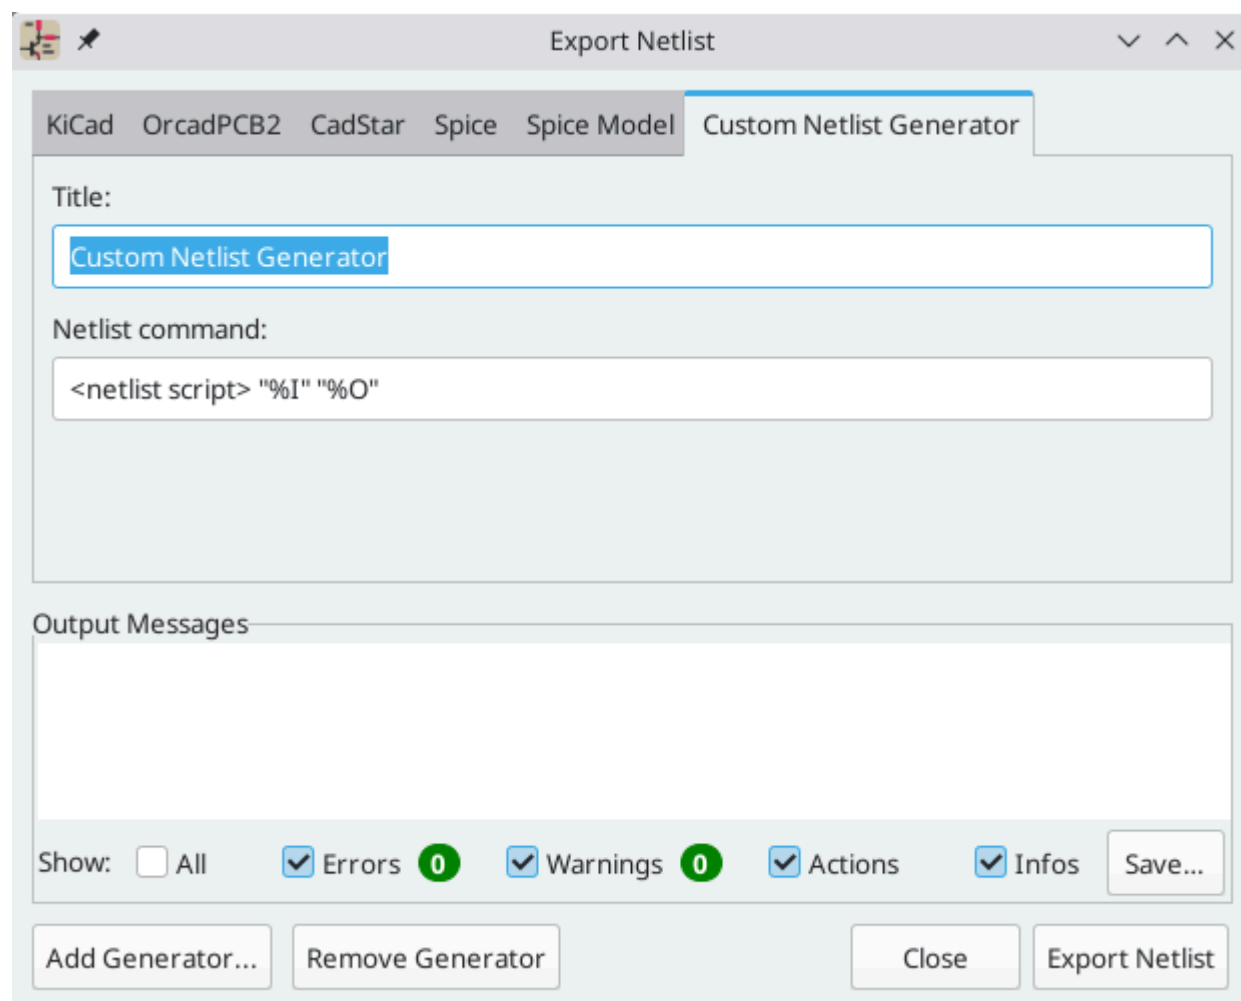 Export Netlist
KiCad OrcadPCB2 CadStar Spice Spice Model Custom Netlist Generator
Title:
Custom Netlist Generator
Netlist command:
<netlist script> "%I" "%O"
Output Messages
Show: All Errors 0 Warnings 0 Actions Infos Save...
Add Generator... Remove Generator Close Export Netlist